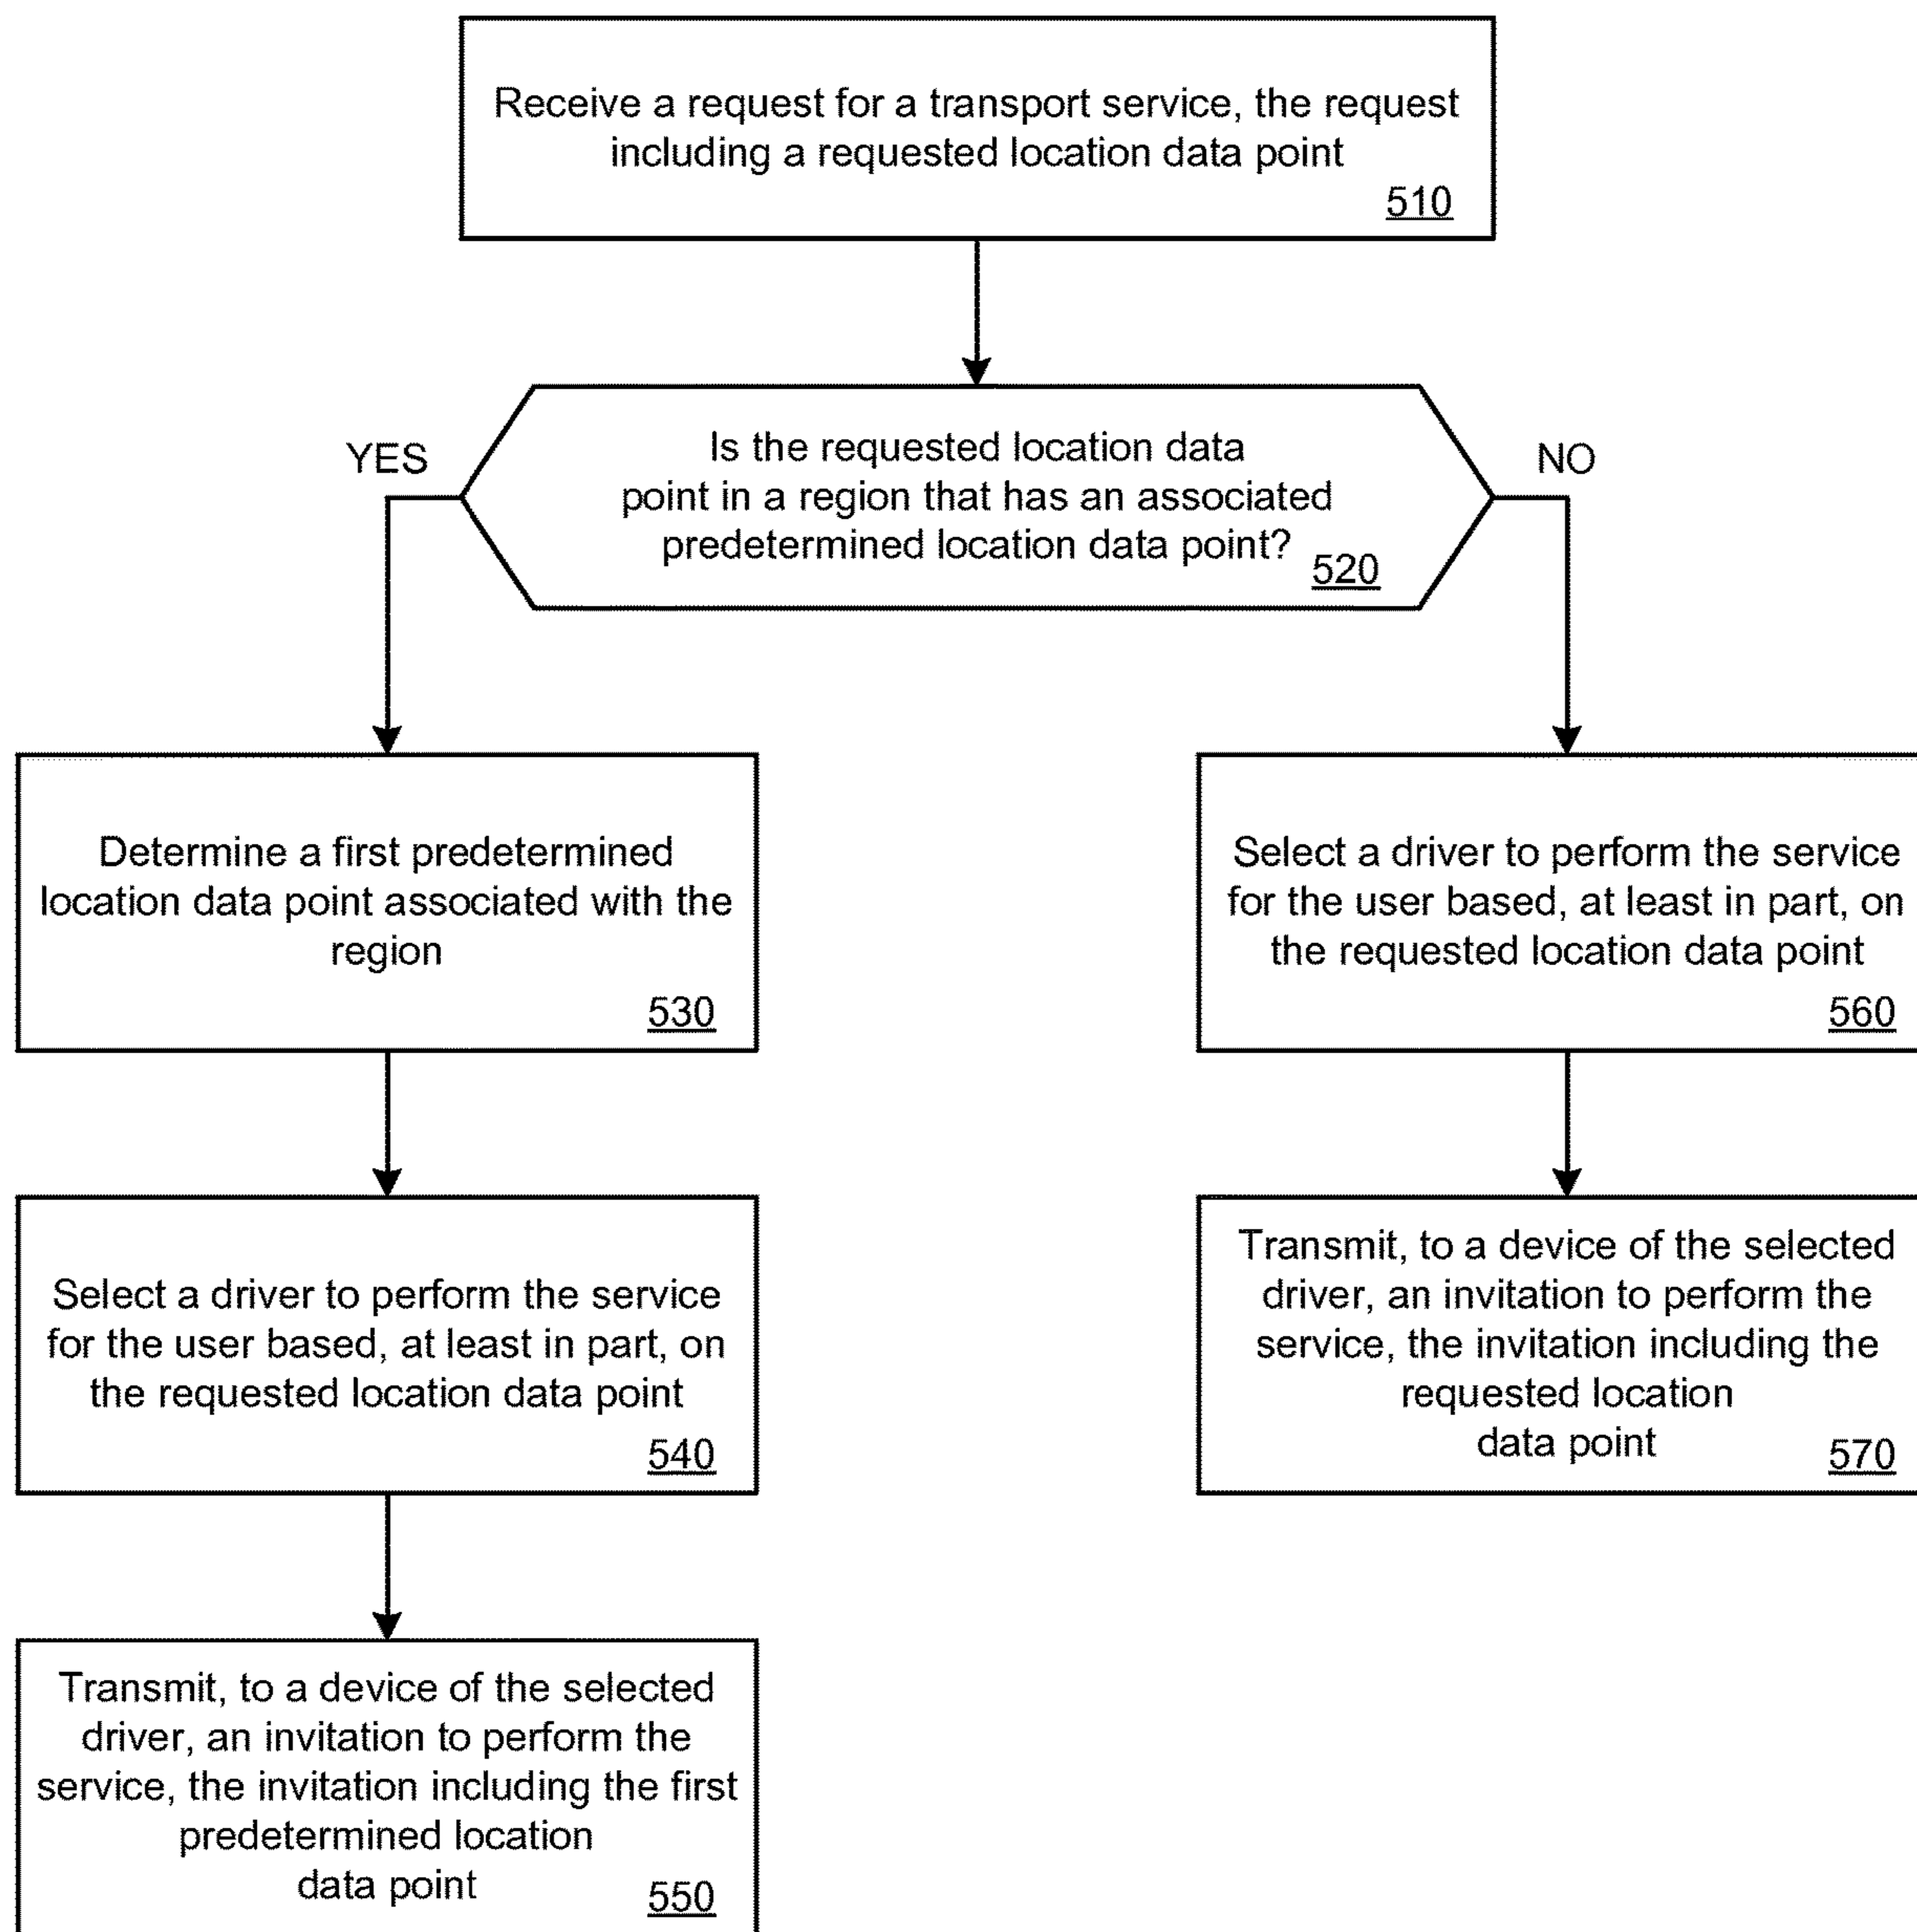 Receive a request for a transport service, the request
including a requested location data point
510
YES
Is the requested location data
point in a region that has an associated
predetermined location data point?
520
NO
Determine a first predetermined
location data point associated with the
region
530
Select a driver to perform the service
for the user based, at least in part, on
the requested location data point
540
Transmit, to a device of the selected
driver, an invitation to perform the
service, the invitation including the first
predetermined location
data point
550
Select a driver to perform the service
for the user based, at least in part, on
the requested location data point
560
Transmit, to a device of the selected
driver, an invitation to perform the
service, the invitation including the
requested location
data point
570